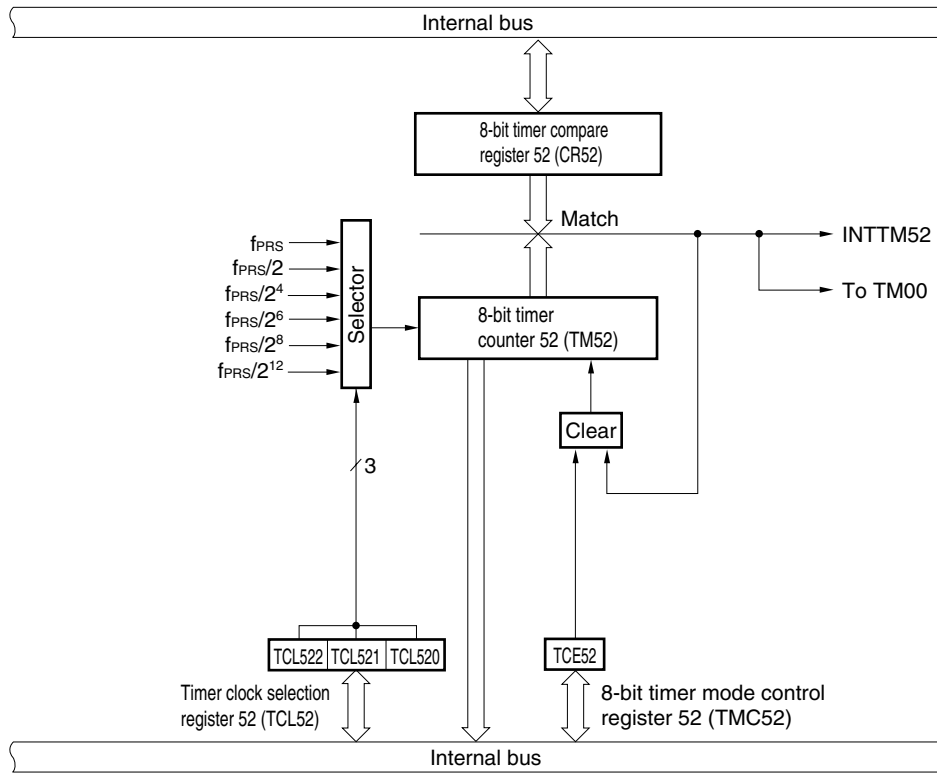 Internal bus
8-bit timer compare
register 52 (CR52)
Match
INTTM52
To TM00
fPRS
fPRS/2
fPRS/2⁴
fPRS/2⁶
fPRS/2⁸
fPRS/2¹²
Selector
8-bit timer
counter 52 (TM52)
Clear
3
TCL522 TCL521 TCL520
TCE52
Timer clock selection
register 52 (TCL52)
8-bit timer mode control
register 52 (TMC52)
Internal bus